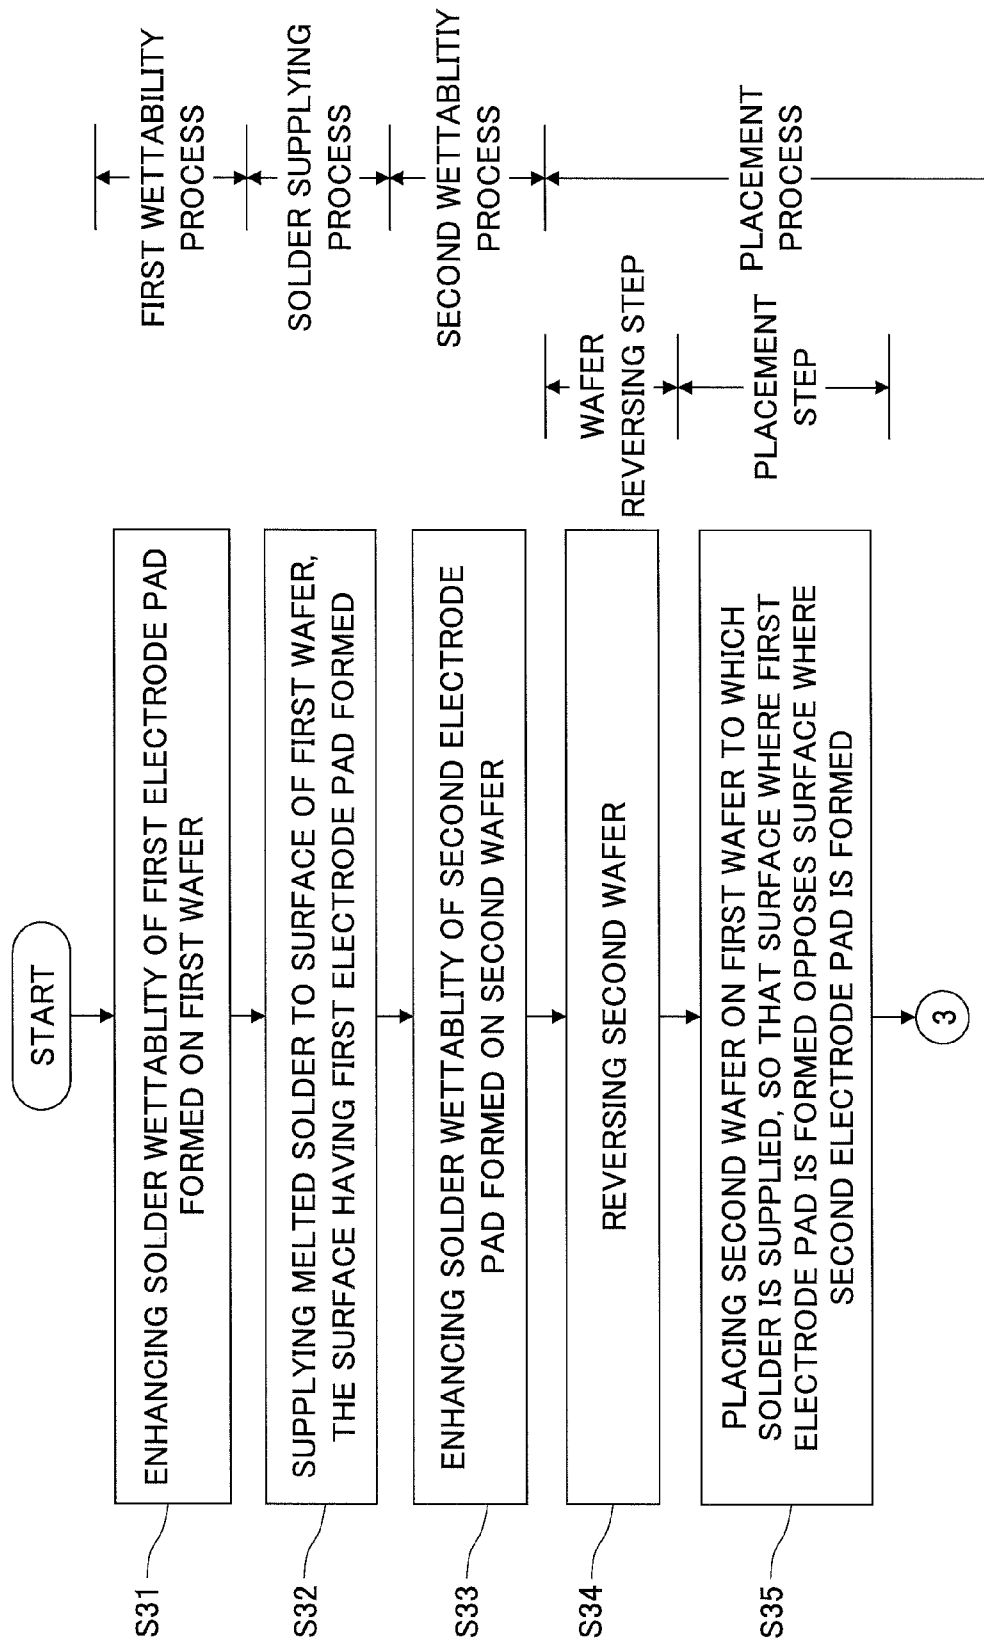 START
S31
ENHANCING SOLDER WETTABLITY OF FIRST ELECTRODE PAD
FORMED ON FIRST WAFER
FIRST WETTABILITY
PROCESS
S32
SUPPLYING MELTED SOLDER TO SURFACE OF FIRST WAFER,
THE SURFACE HAVING FIRST ELECTRODE PAD FORMED
SOLDER SUPPLYING
PROCESS
S33
ENHANCING SOLDER WETTABLITY OF SECOND ELECTRODE
PAD FORMED ON SECOND WAFER
SECOND WETTABLITIY
PROCESS
S34
REVERSING SECOND WAFER
WAFER
REVERSING STEP
S35
PLACING SECOND WAFER ON FIRST WAFER TO WHICH
SOLDER IS SUPPLIED, SO THAT SURFACE WHERE FIRST
ELECTRODE PAD IS FORMED OPPOSES SURFACE WHERE
SECOND ELECTRODE PAD IS FORMED
PLACEMENT
STEP
PLACEMENT
PROCESS
3